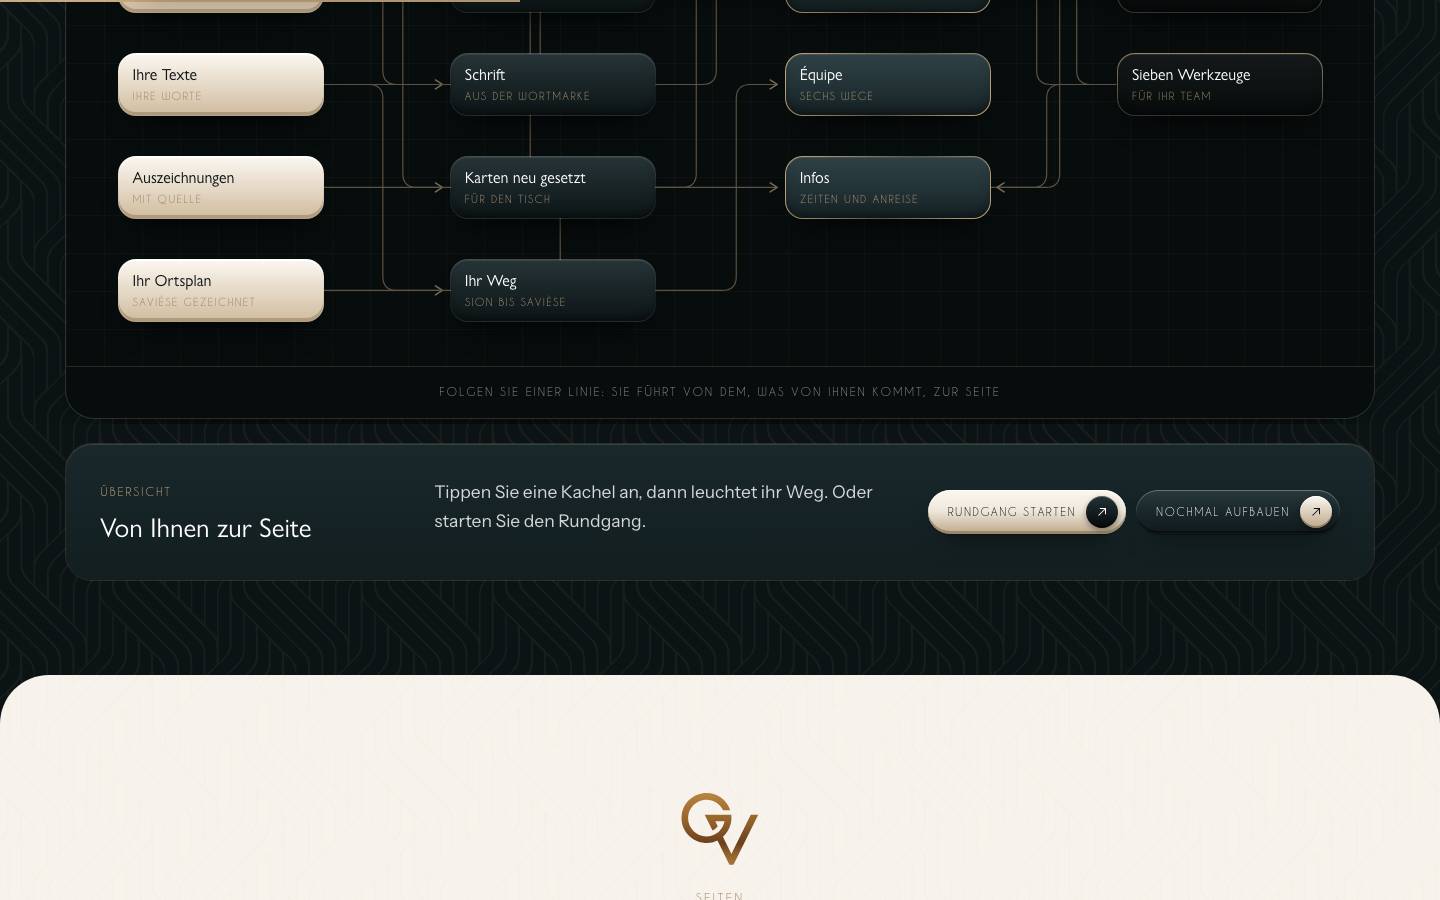 Ihre Texte
IHRE WORTE
Schrift
AUS DER WORTMARKE
Équipe
SECHS WEGE
Sieben Werkzeuge
FÜR IHR TEAM
Auszeichnungen
MIT QUELLE
Karten neu gesetzt
FÜR DEN TISCH
Infos
ZEITEN UND ANREISE
Ihr Ortsplan
SAVIÈSE GEZEICHNET
Ihr Weg
SION BIS SAVIÈSE
FOLGEN SIE EINER LINIE: SIE FÜHRT VON DEM, WAS VON IHNEN KOMMT, ZUR SEITE
ÜBERSICHT
Von Ihnen zur Seite
Tippen Sie eine Kachel an, dann leuchtet ihr Weg. Oder
starten Sie den Rundgang.
RUNDGANG STARTEN
NOCHMAL AUFBAUEN
GV
SEITEN